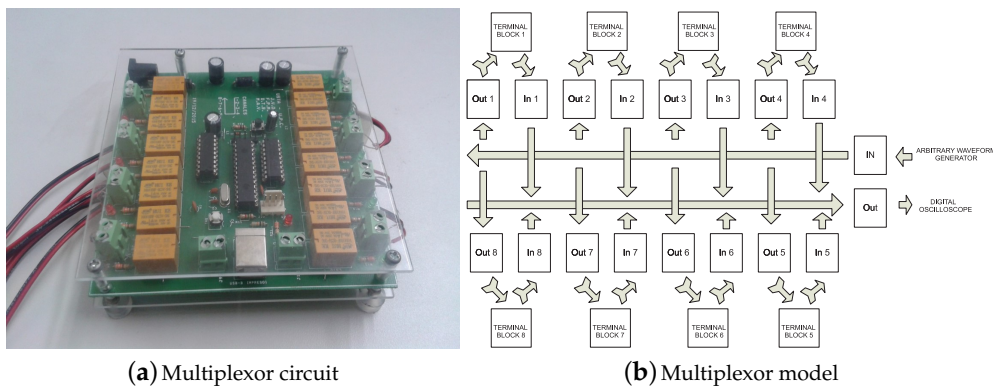 TERMINAL
BLOCK 1
TERMINAL
BLOCK 2
TERMINAL
BLOCK 3
TERMINAL
BLOCK 4
Out 1
In 1
Out 2
In 2
Out 3
In 3
Out 4
In 4
IN
ARBITRARY WAVEFORM
GENERATOR
Out
DIGITAL
OSCILLOSCOPE
Out 8
In 8
Out 7
In 7
Out 6
In 6
Out 5
In 5
TERMINAL
BLOCK 8
TERMINAL
BLOCK 7
TERMINAL
BLOCK 6
TERMINAL
BLOCK 5
(a) Multiplexor circuit
(b) Multiplexor model